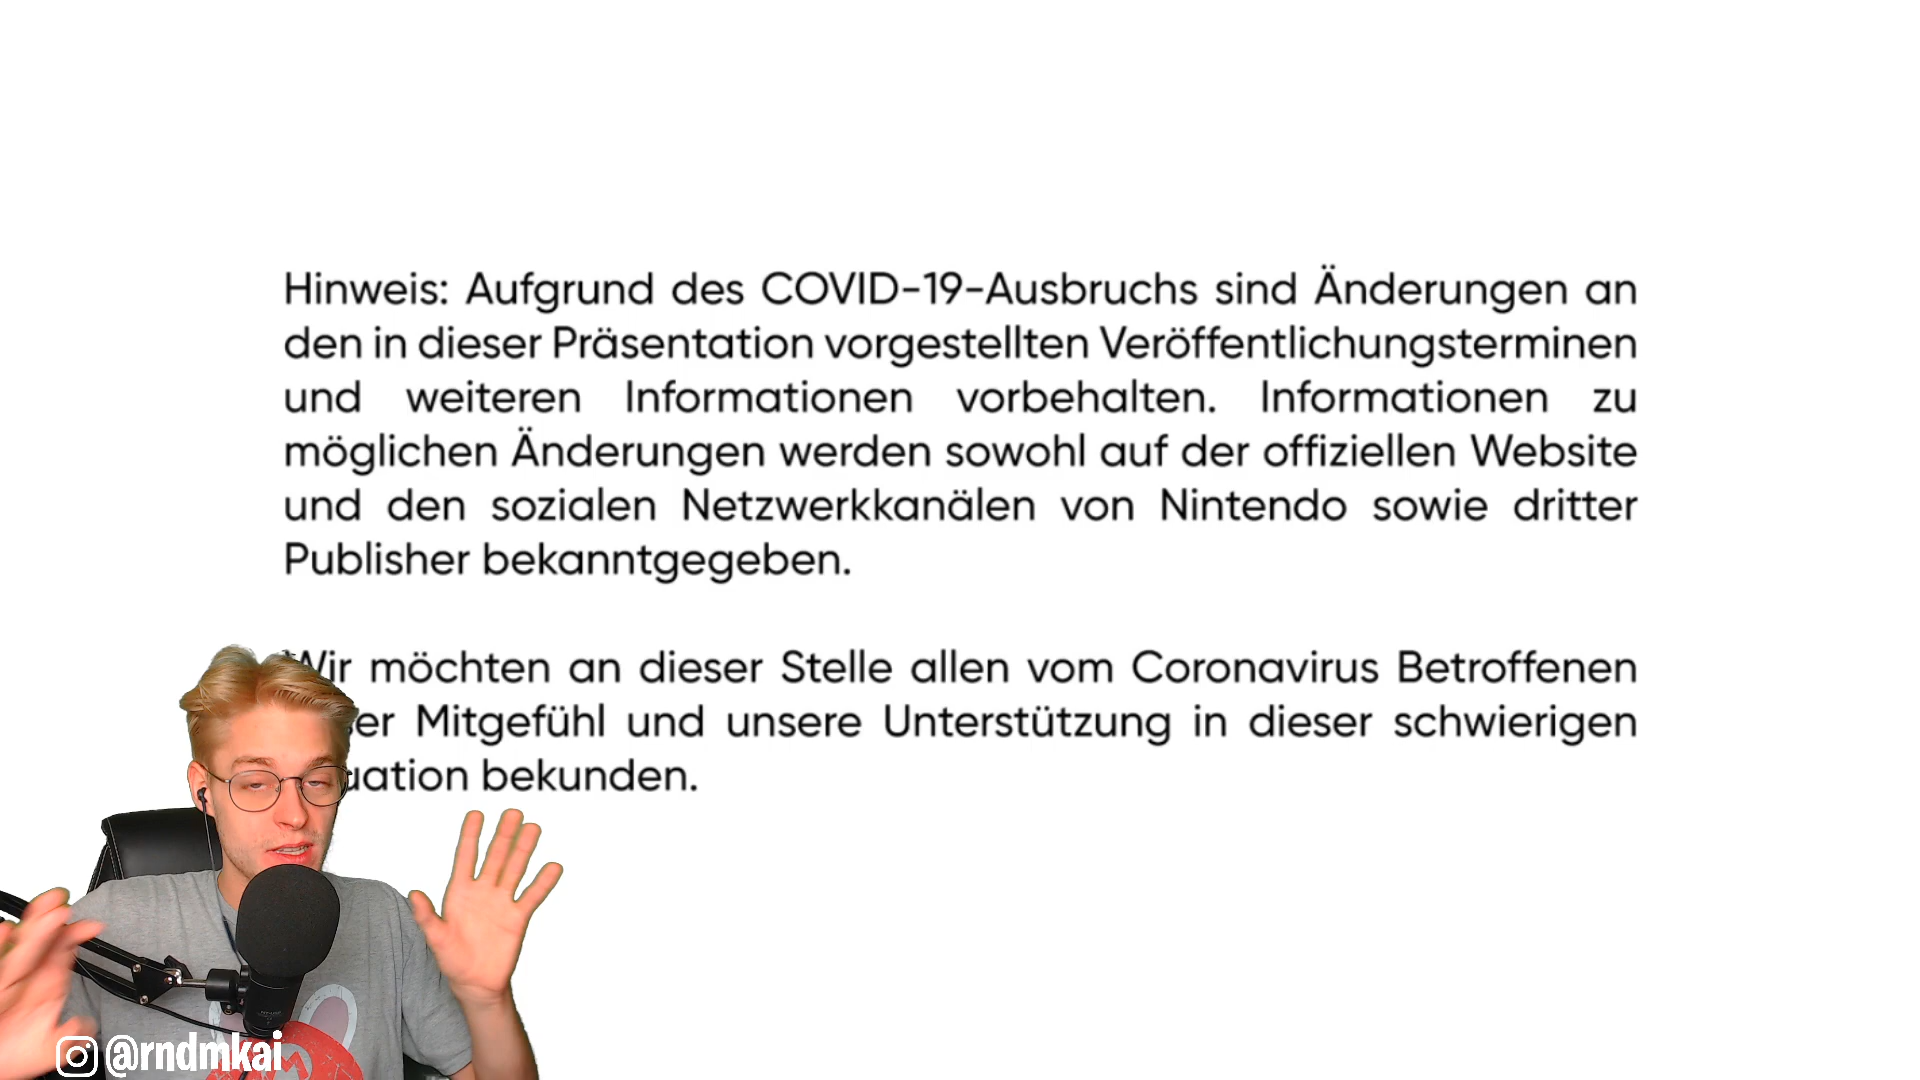 Hinweis: Aufgrund des COVID-19-Ausbruchs sind Änderungen an
den in dieser Präsentation vorgestellten Veröffentlichungsterminen
und weiteren Informationen vorbehalten. Informationen zu
möglichen Änderungen werden sowohl auf der offiziellen Website
und den sozialen Netzwerkkanälen von Nintendo sowie dritter
Publisher bekanntgegeben.
Wir möchten an dieser Stelle allen vom Coronavirus Betroffenen
Mitgefühl und unsere Unterstützung in dieser schwierigen
bekunden.
@rndmkai